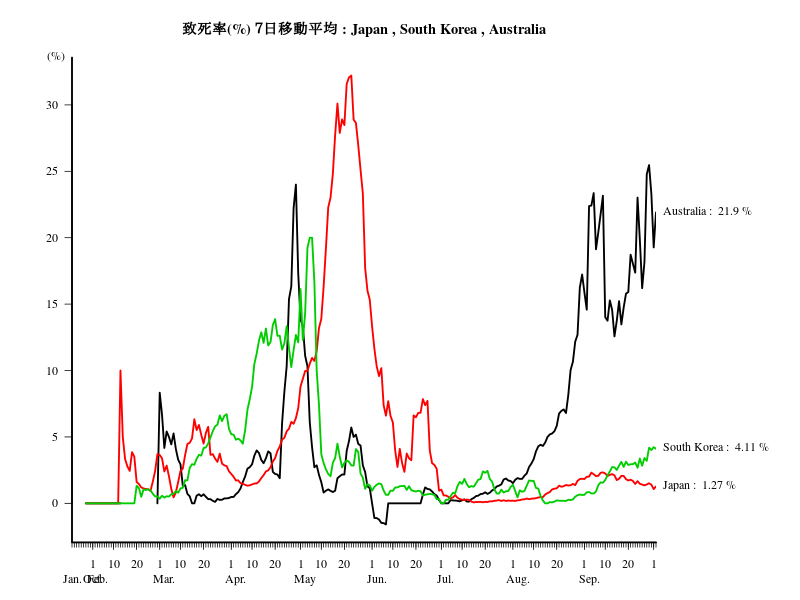 致死率(%) 7日移動平均 : Japan , South Korea , Australia
(%)
30
25
20
15
10
5
0
Australia : 21.9 %
South Korea : 4.11 %
Japan : 1.27 %
1 10 20 1 10 20 1 10 20 1 10 20 1 10 20 1 10 20 1 10 20 1 10 20 1
Jan. Feb. Mar. Apr. May Jun. Jul. Aug. Sep. Oct.